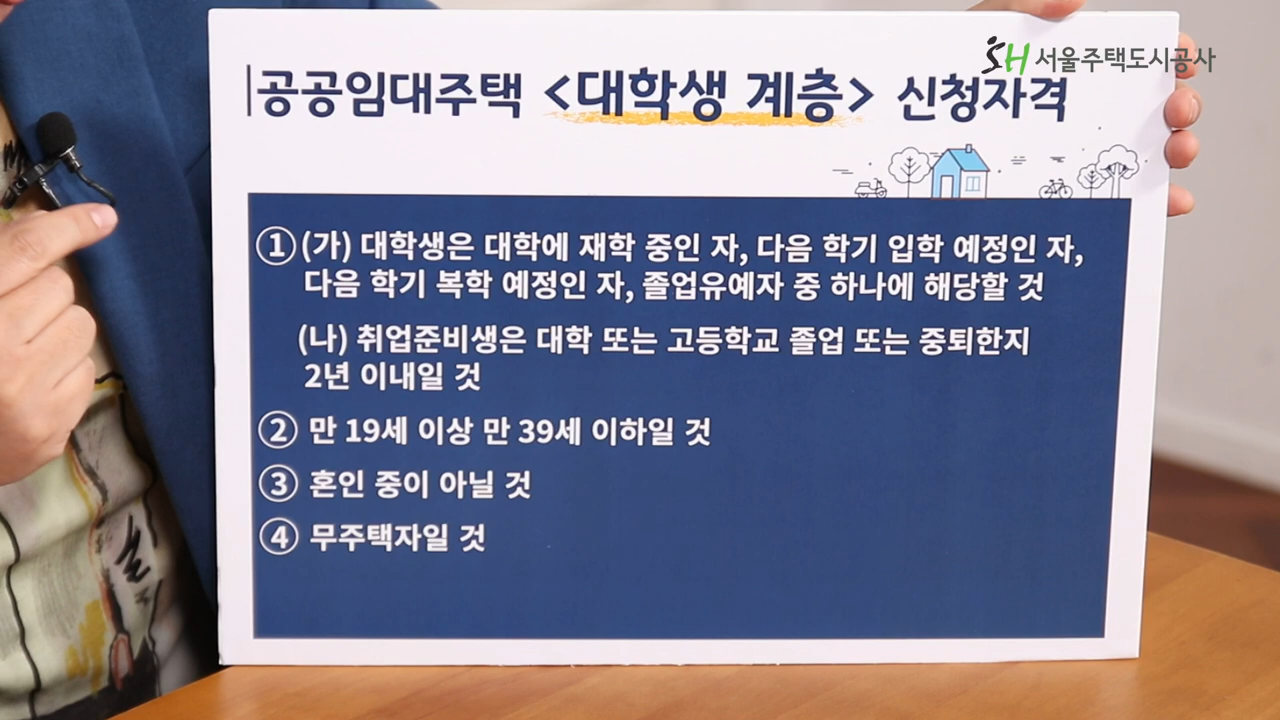 SH 서울주택도시공사
공공임대주택 <대학생 계층> 신청자격
① (가) 대학생은 대학에 재학 중인 자, 다음 학기 입학 예정인 자,
다음 학기 복학 예정인 자, 졸업유예자 중 하나에 해당할 것
(나) 취업준비생은 대학 또는 고등학교 졸업 또는 중퇴한지
2년 이내일 것
② 만 19세 이상 만 39세 이하일 것
③ 혼인 중이 아닐 것
④ 무주택자일 것